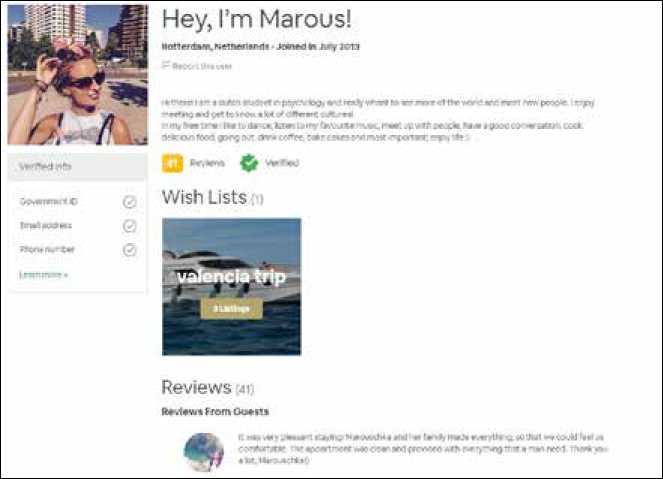 Hey, I'm Marous!
Rotterdam, Netherlands · Joined in July 2013
Report this user
Hi there I am a dutch student in psychology and really whant to see more of the world and meet new people. I enjoy
meeting and get to know a lot of different cultures!
In my free time i like to dance, listen to my favourite music, meet up with people, have a good conversation, cook
delicious food, going out, drink coffee, bake cakes and most important; enjoy life :)
41 Reviews Verified
Verified info
Government ID
Email address
Phone number
Learn more »
Wish Lists (1)
valencia trip
Listings
Reviews (41)
Reviews From Guests
It was very pleasant staying! Marouschka and her family made everything, so that we could feel us
comfortable. The appartment was clean and provided with everything that a man need. Thank you
a lot, Marouschka!)